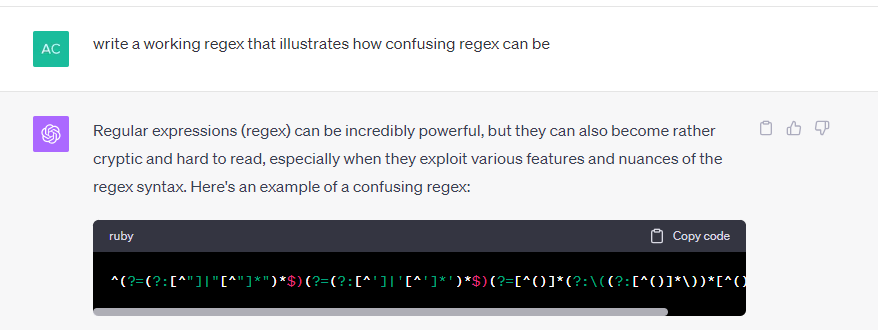 AC
write a working regex that illustrates how confusing regex can be
Regular expressions (regex) can be incredibly powerful, but they can also become rather
cryptic and hard to read, especially when they exploit various features and nuances of the
regex syntax. Here's an example of a confusing regex:
ruby Copy code
^(?=(?:[^"]|"[^"]*")*$)(?=(?:[^']|'[^']*')*$)(?=[^()]*(?:\((?:[^()]*\))*[^()